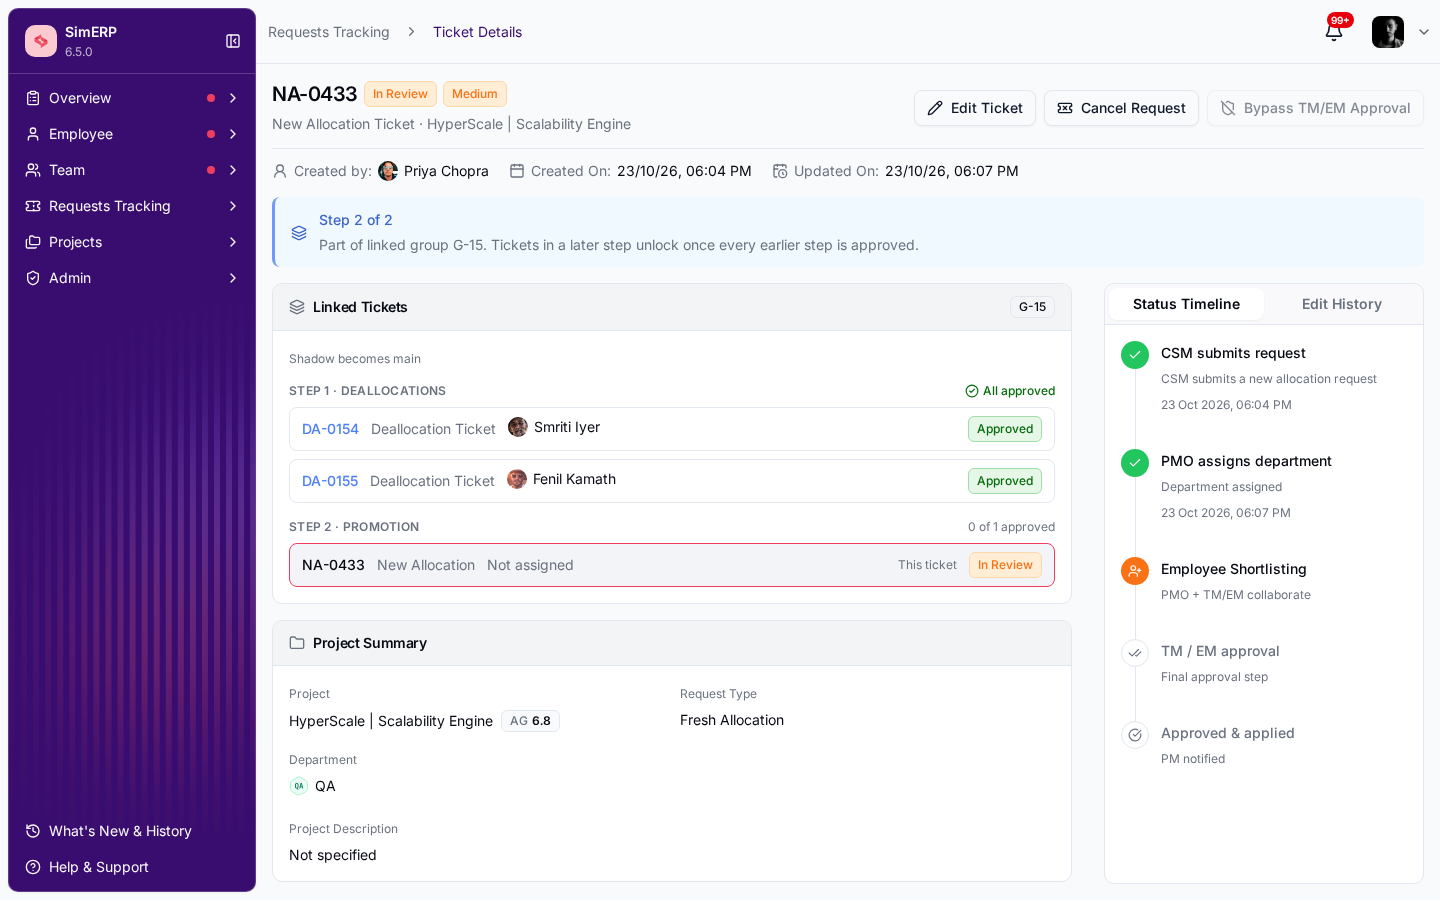 SimERP
6.5.0
Overview
Employee
Team
Requests Tracking
Projects
Admin
What's New & History
Help & Support
Requests Tracking
Ticket Details
99+
NA-0433
In Review
Medium
New Allocation Ticket · HyperScale | Scalability Engine
Edit Ticket
Cancel Request
Bypass TM/EM Approval
Created by: Priya Chopra
Created On: 23/10/26, 06:04 PM
Updated On: 23/10/26, 06:07 PM
Step 2 of 2
Part of linked group G-15. Tickets in a later step unlock once every earlier step is approved.
Linked Tickets
G-15
Shadow becomes main
STEP 1 · DEALLOCATIONS
All approved
DA-0154 Deallocation Ticket Smriti Iyer Approved
DA-0155 Deallocation Ticket Fenil Kamath Approved
STEP 2 · PROMOTION
0 of 1 approved
NA-0433 New Allocation Not assigned This ticket In Review
Project Summary
Project
HyperScale | Scalability Engine AG 6.8
Request Type
Fresh Allocation
Department
QA QA
Project Description
Not specified
Status Timeline
Edit History
CSM submits request
CSM submits a new allocation request
23 Oct 2026, 06:04 PM
PMO assigns department
Department assigned
23 Oct 2026, 06:07 PM
Employee Shortlisting
PMO + TM/EM collaborate
TM / EM approval
Final approval step
Approved & applied
PM notified